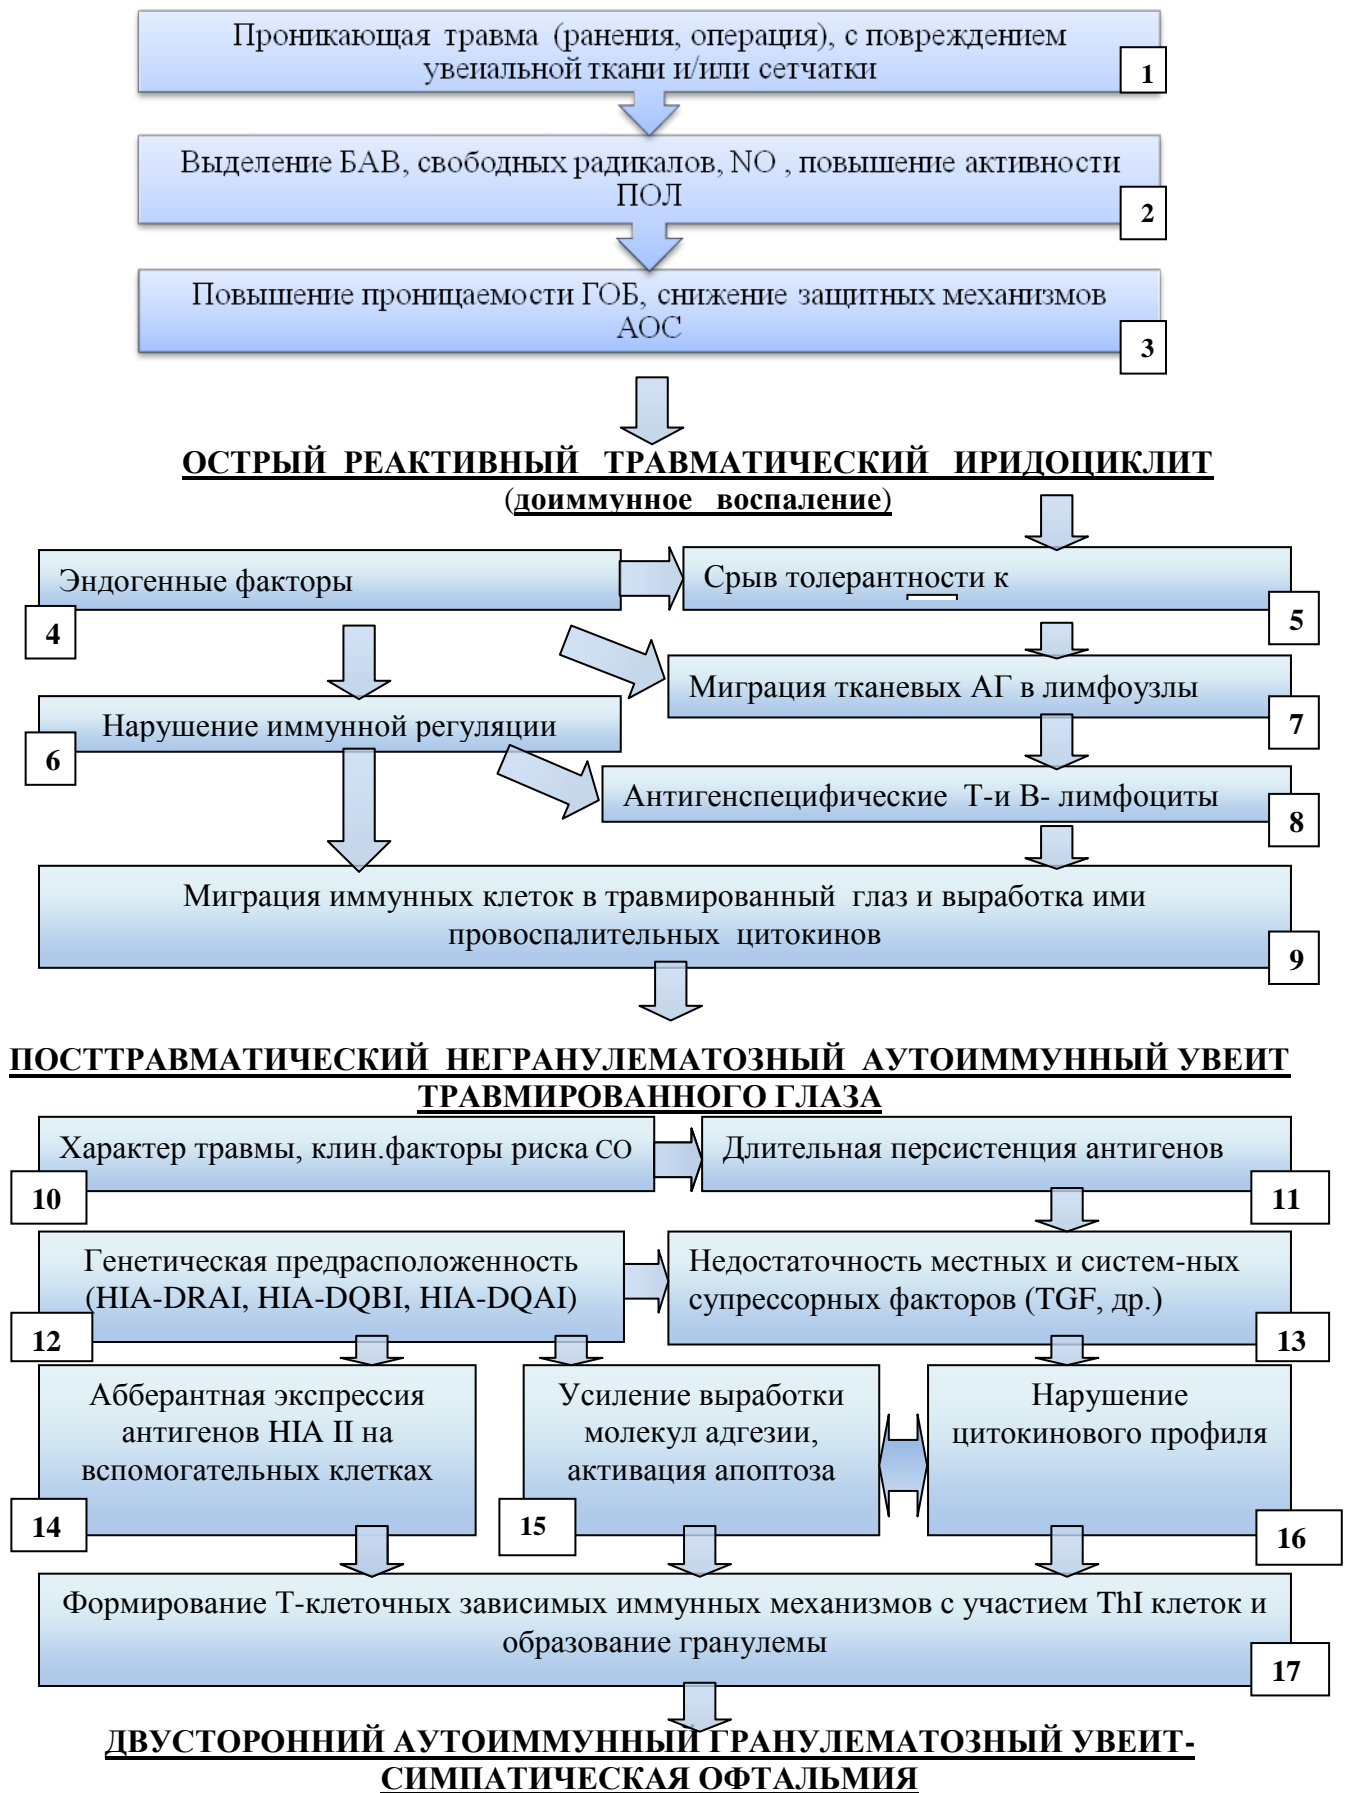 Проникающая травма (ранения, операция), с повреждением
увеиальной ткани и/или сетчатки
1
Выделение БАВ, свободных радикалов, NO , повышение активности
ПОЛ
2
Повышение проницаемости ГОБ, снижение защитных механизмов
АОС
3
ОСТРЫЙ РЕАКТИВНЫЙ ТРАВМАТИЧЕСКИЙ ИРИДОЦИКЛИТ
(доиммунное воспаление)
Эндогенные факторы
4
Срыв толерантности к
5
Миграция тканевых АГ в лимфоузлы
7
Нарушение иммунной регуляции
6
Антигенспецифические Т-и В- лимфоциты
8
Миграция иммунных клеток в травмированный глаз и выработка ими
провоспалительных цитокинов
9
ПОСТТРАВМАТИЧЕСКИЙ НЕГРАНУЛЕМАТОЗНЫЙ АУТОИММУННЫЙ УВЕИТ
ТРАВМИРОВАННОГО ГЛАЗА
Характер травмы, клин.факторы риска СО
10
Длительная персистенция антигенов
11
Генетическая предрасположенность
(HIA-DRAI, HIA-DQBI, HIA-DQAI)
12
Недостаточность местных и систем-ных
супрессорных факторов (TGF, др.)
13
Абберантная экспрессия
антигенов HIA II на
вспомогательных клетках
14
Усиление выработки
молекул адгезии,
активация апоптоза
15
Нарушение
цитокинового профиля
16
Формирование Т-клеточных зависимых иммунных механизмов с участием ThI клеток и
образование гранулемы
17
ДВУСТОРОННИЙ АУТОИММУННЫЙ ГРАНУЛЕМАТОЗНЫЙ УВЕИТ-
СИМПАТИЧЕСКАЯ ОФТАЛЬМИЯ